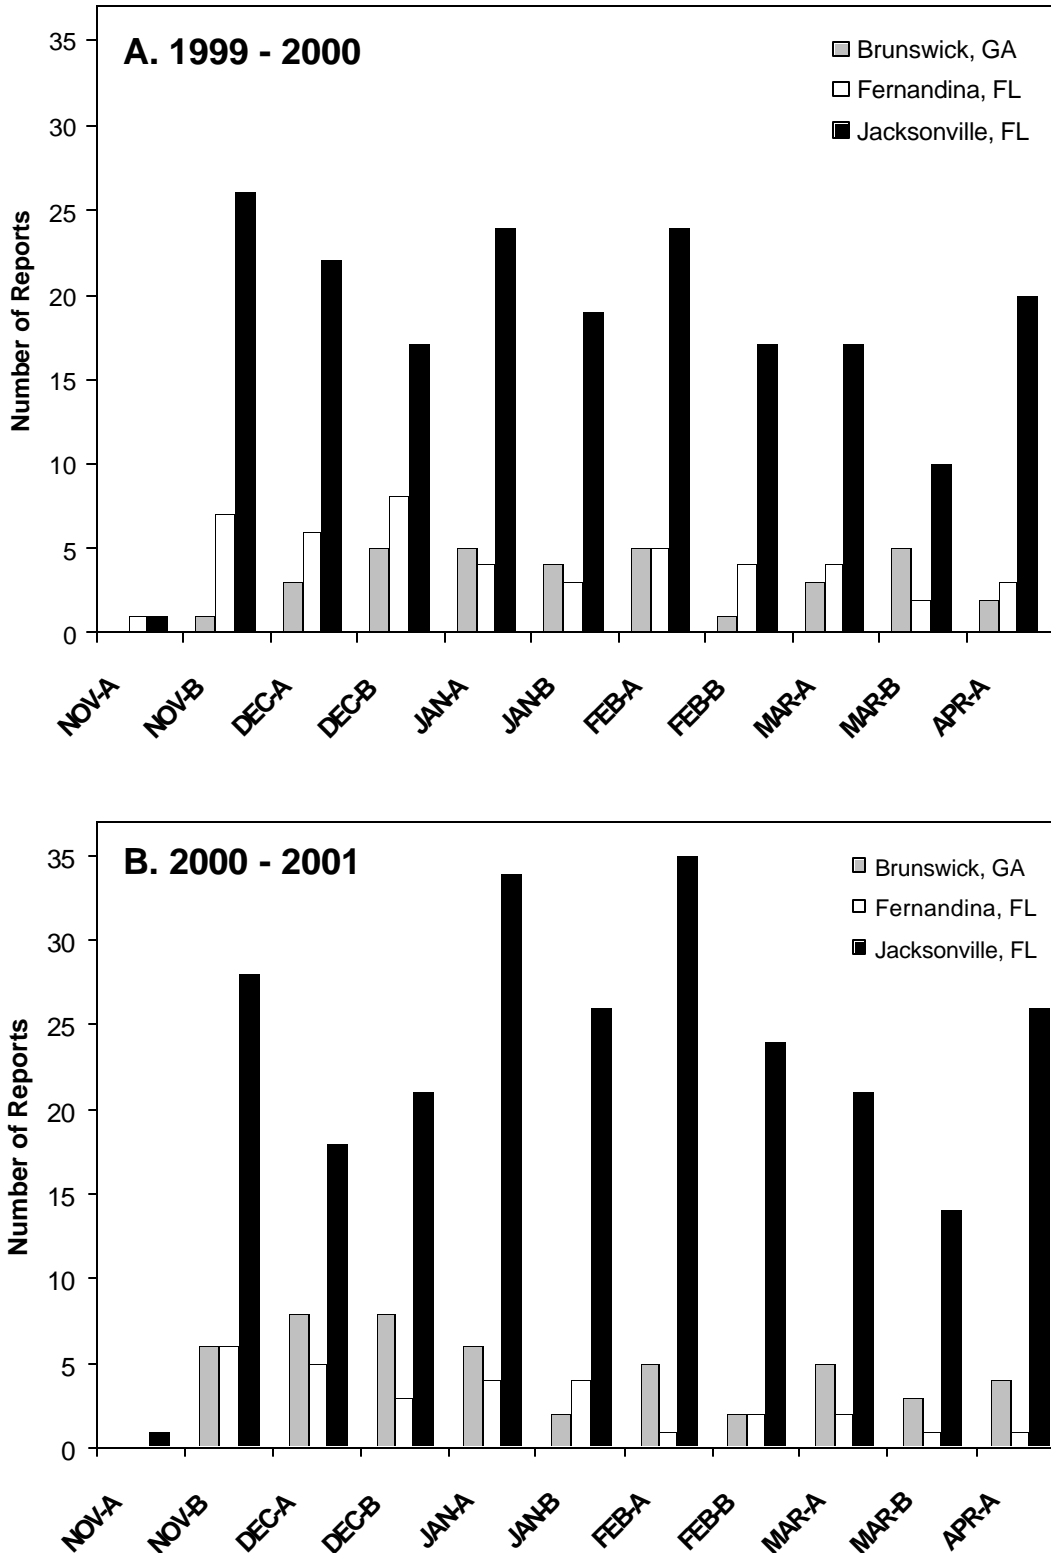 A. 1999 - 2000
Brunswick, GA
Fernandina, FL
Jacksonville, FL
Number of Reports
35
30
25
20
15
10
5
0
NOV-A
NOV-B
DEC-A
DEC-B
JAN-A
JAN-B
FEB-A
FEB-B
MAR-A
MAR-B
APR-A
B. 2000 - 2001
Brunswick, GA
Fernandina, FL
Jacksonville, FL
Number of Reports
35
30
25
20
15
10
5
0
NOV-A
NOV-B
DEC-A
DEC-B
JAN-A
JAN-B
FEB-A
FEB-B
MAR-A
MAR-B
APR-A